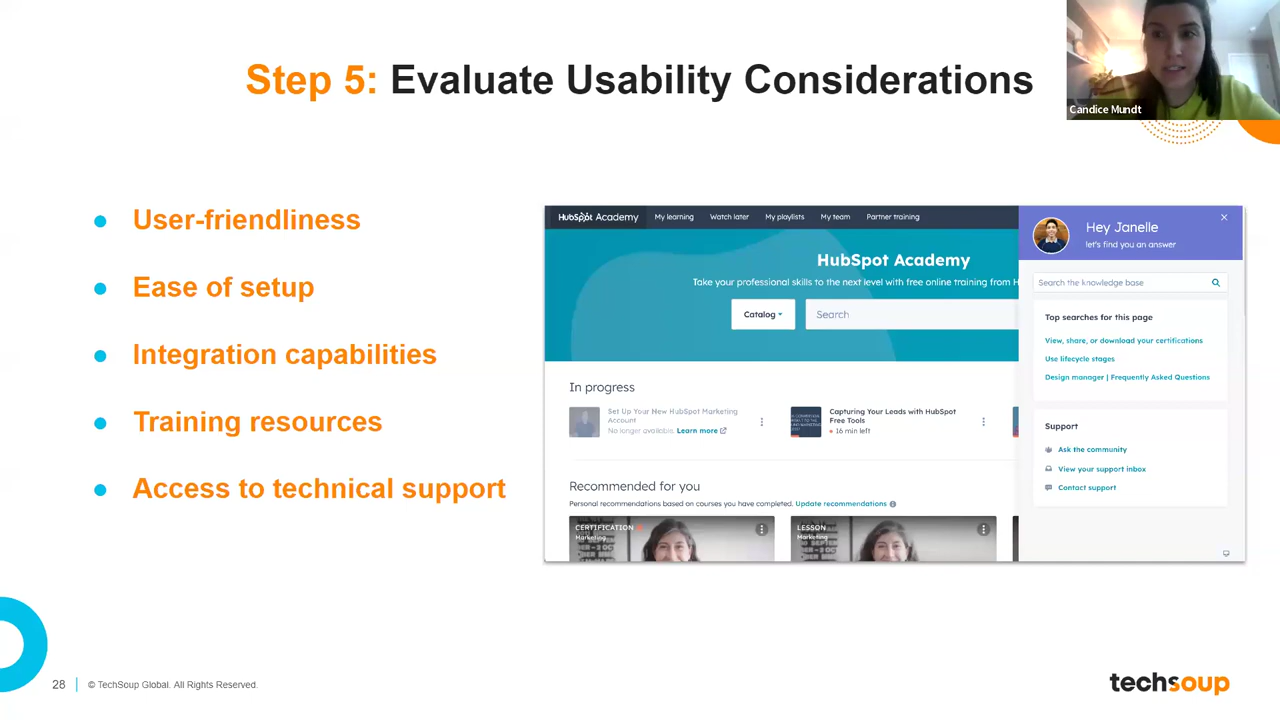 Step 5: Evaluate Usability Considerations
Candice Mundt
User-friendliness
Ease of setup
Integration capabilities
Training resources
Access to technical support
HubSpot Academy
My learning
Watch later
My playlists
My team
Partner training
HubSpot Academy
Take your professional skills to the next level with free online training from H
Catalog
Search
In progress
Set Up Your New HubSpot Marketing
Account
No longer available. Learn more
Capturing Your Leads with HubSpot
Free Tools
16 min left
Recommended for you
Personal recommendations based on courses you have completed. Update recommendations
CERTIFICATION
Marketing
LESSON
Marketing
Hey Janelle
let's find you an answer
Search the knowledge base
Top searches for this page
View, share, or download your certifications
Use lifecycle stages
Design manager | Frequently Asked Questions
Support
Ask the community
View your support inbox
Contact support
28
© TechSoup Global. All Rights Reserved.
techsoup